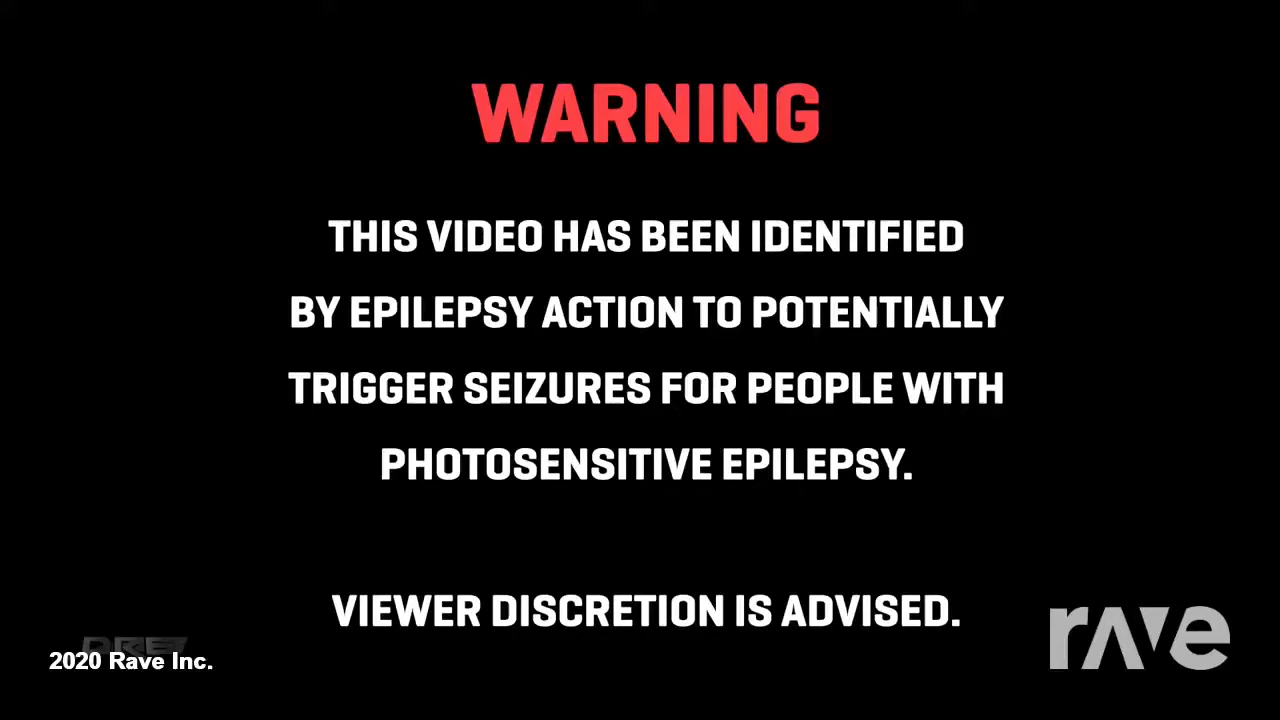 WARNING
THIS VIDEO HAS BEEN IDENTIFIED
BY EPILEPSY ACTION TO POTENTIALLY
TRIGGER SEIZURES FOR PEOPLE WITH
PHOTOSENSITIVE EPILEPSY.
VIEWER DISCRETION IS ADVISED.
2020 Rave Inc.
rave